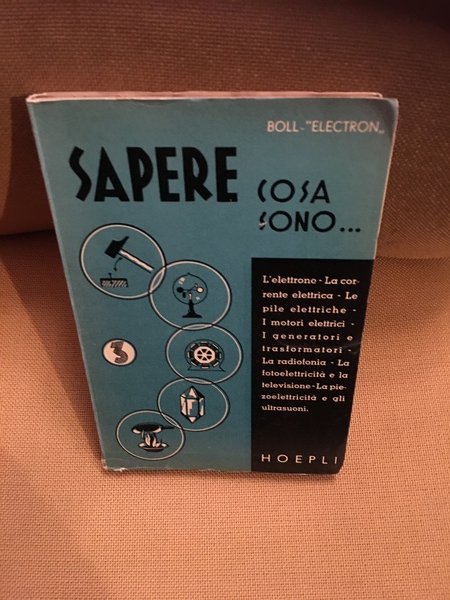 BOLL-"ELECTRON„
SAPERE COSA
SONO...
L'elettrone - La cor-
rente elettrica - Le
pile elettriche -
I motori elettrici -
I generatori e
trasformatori -
La radiofonia - La
fotoelettricità e la
televisione - La pie-
zoelettricità e gli
ultrasuoni.
3
HOEPLI